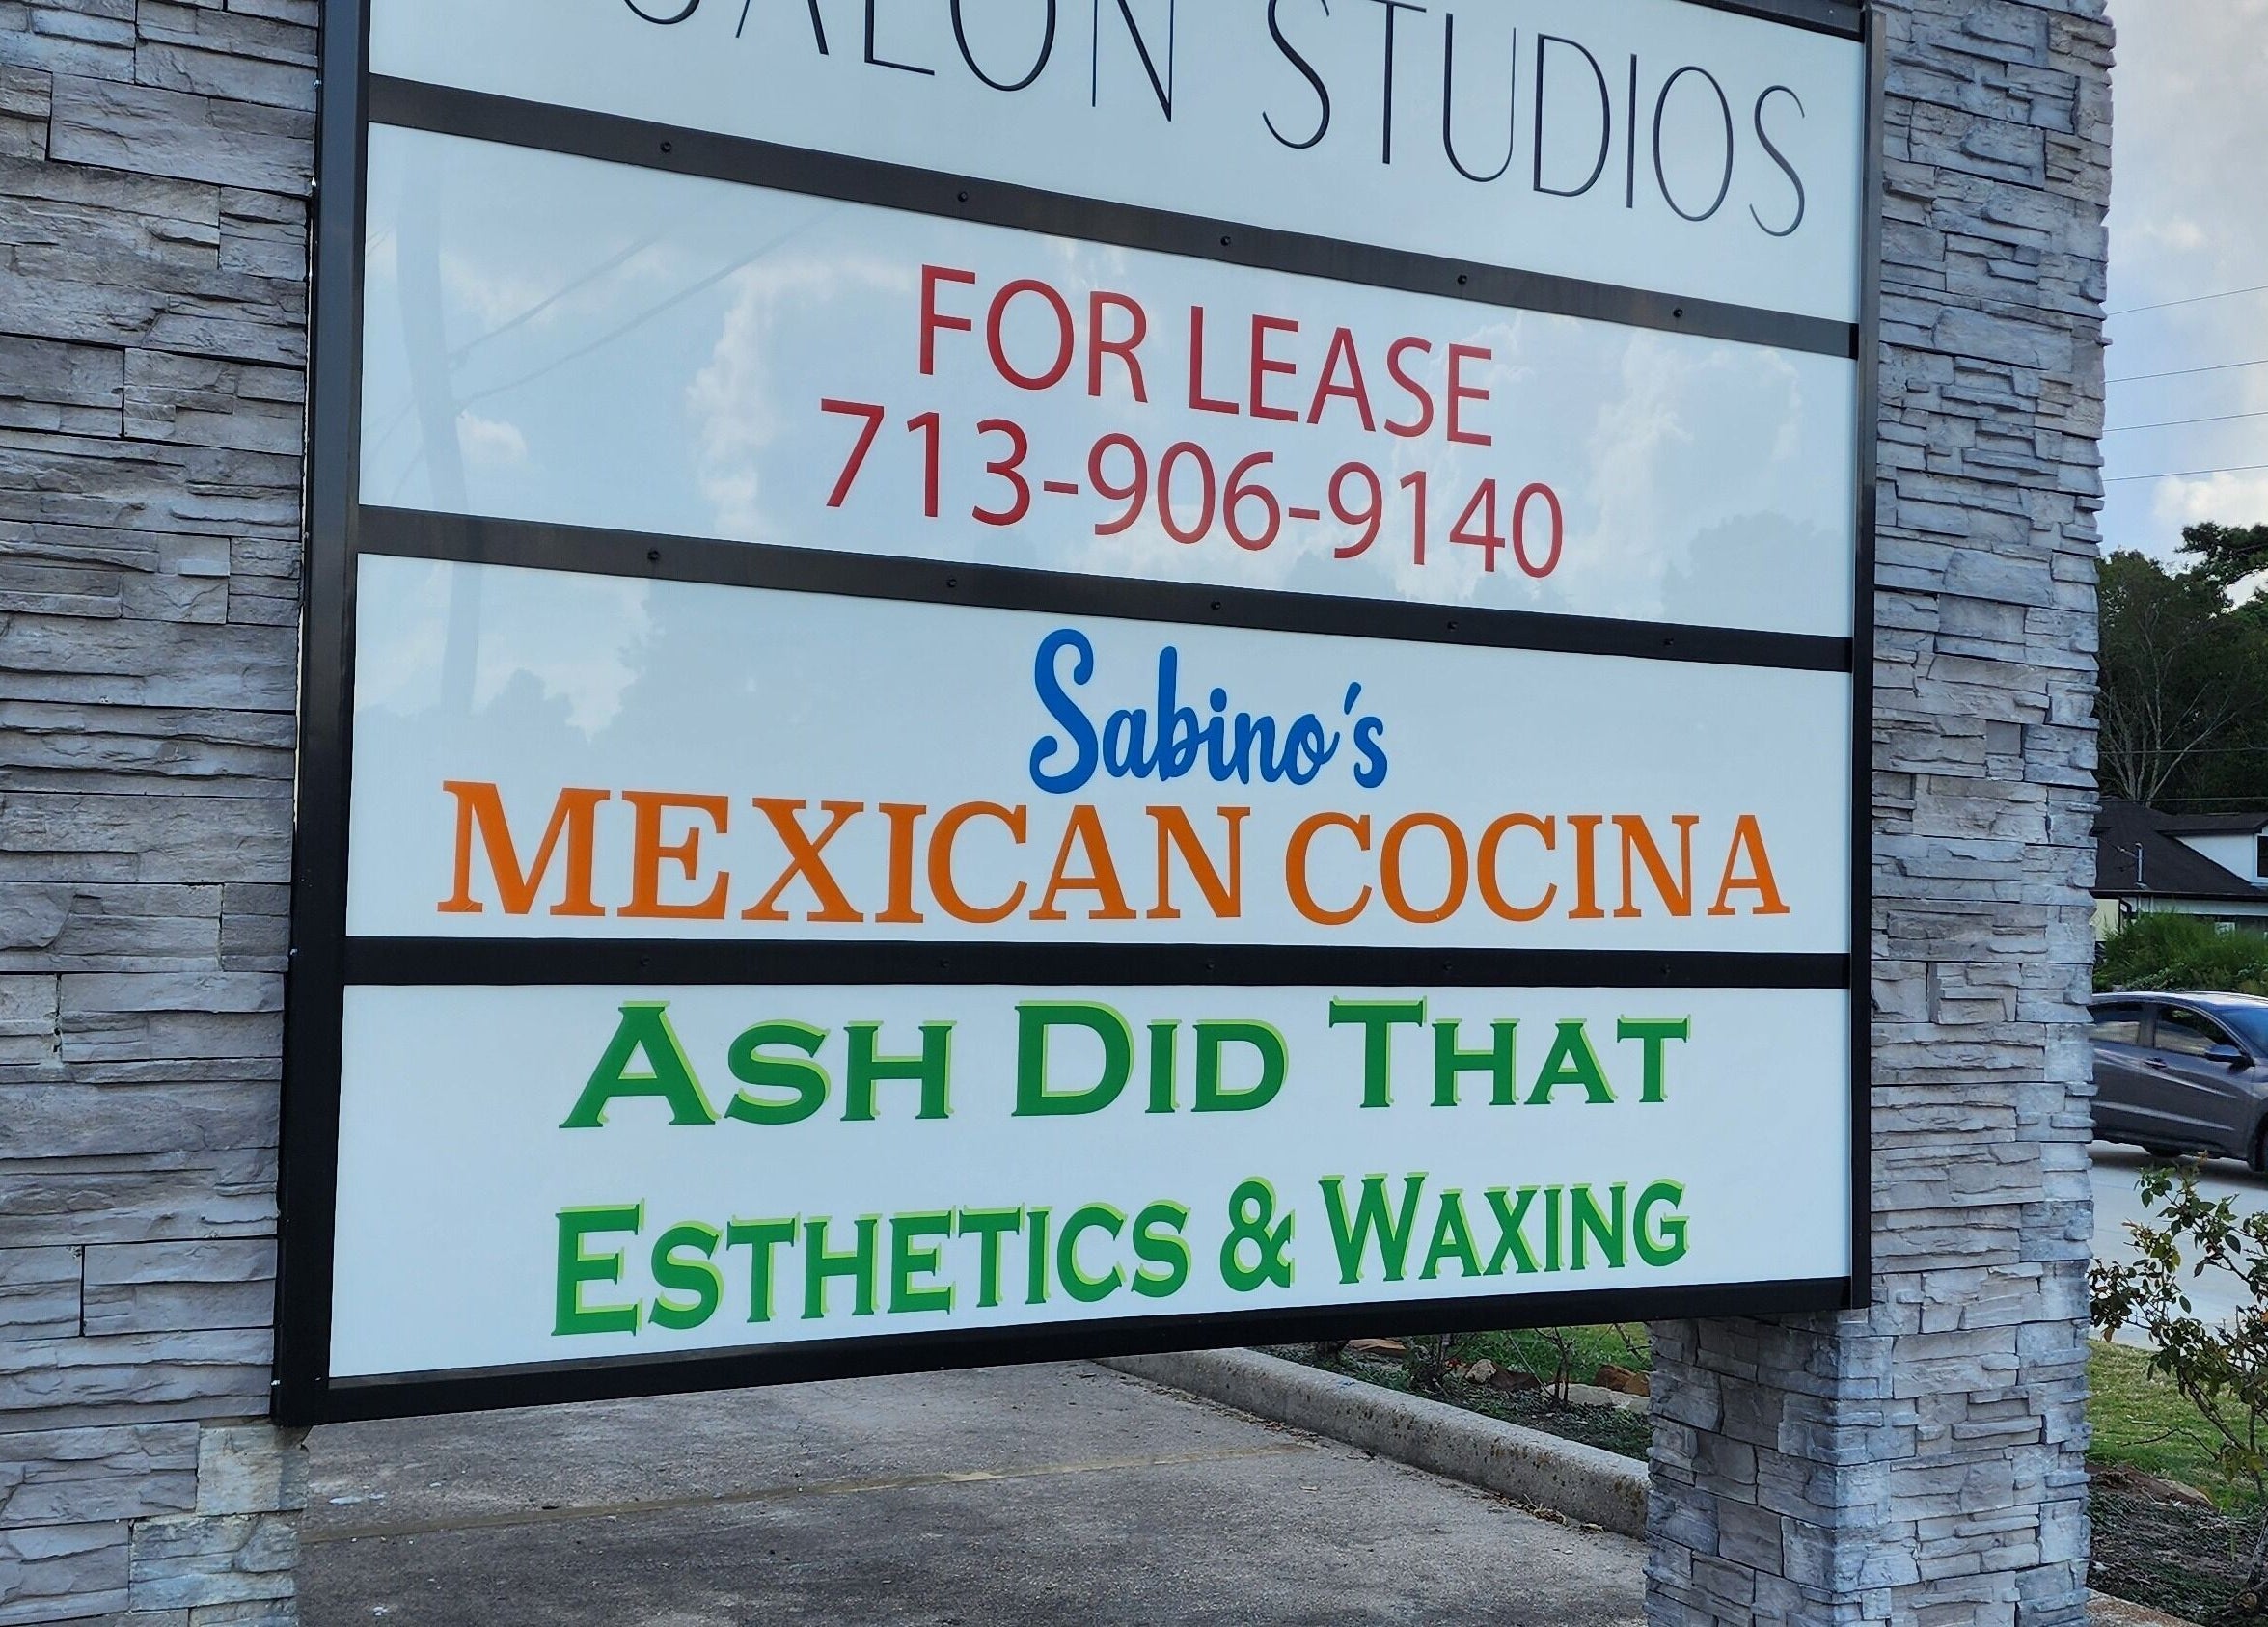 SALON STUDIOS
FOR LEASE
713-906-9140
Sabino's
MEXICAN COCINA
ASH DID THAT
ESTHETICS & WAXING